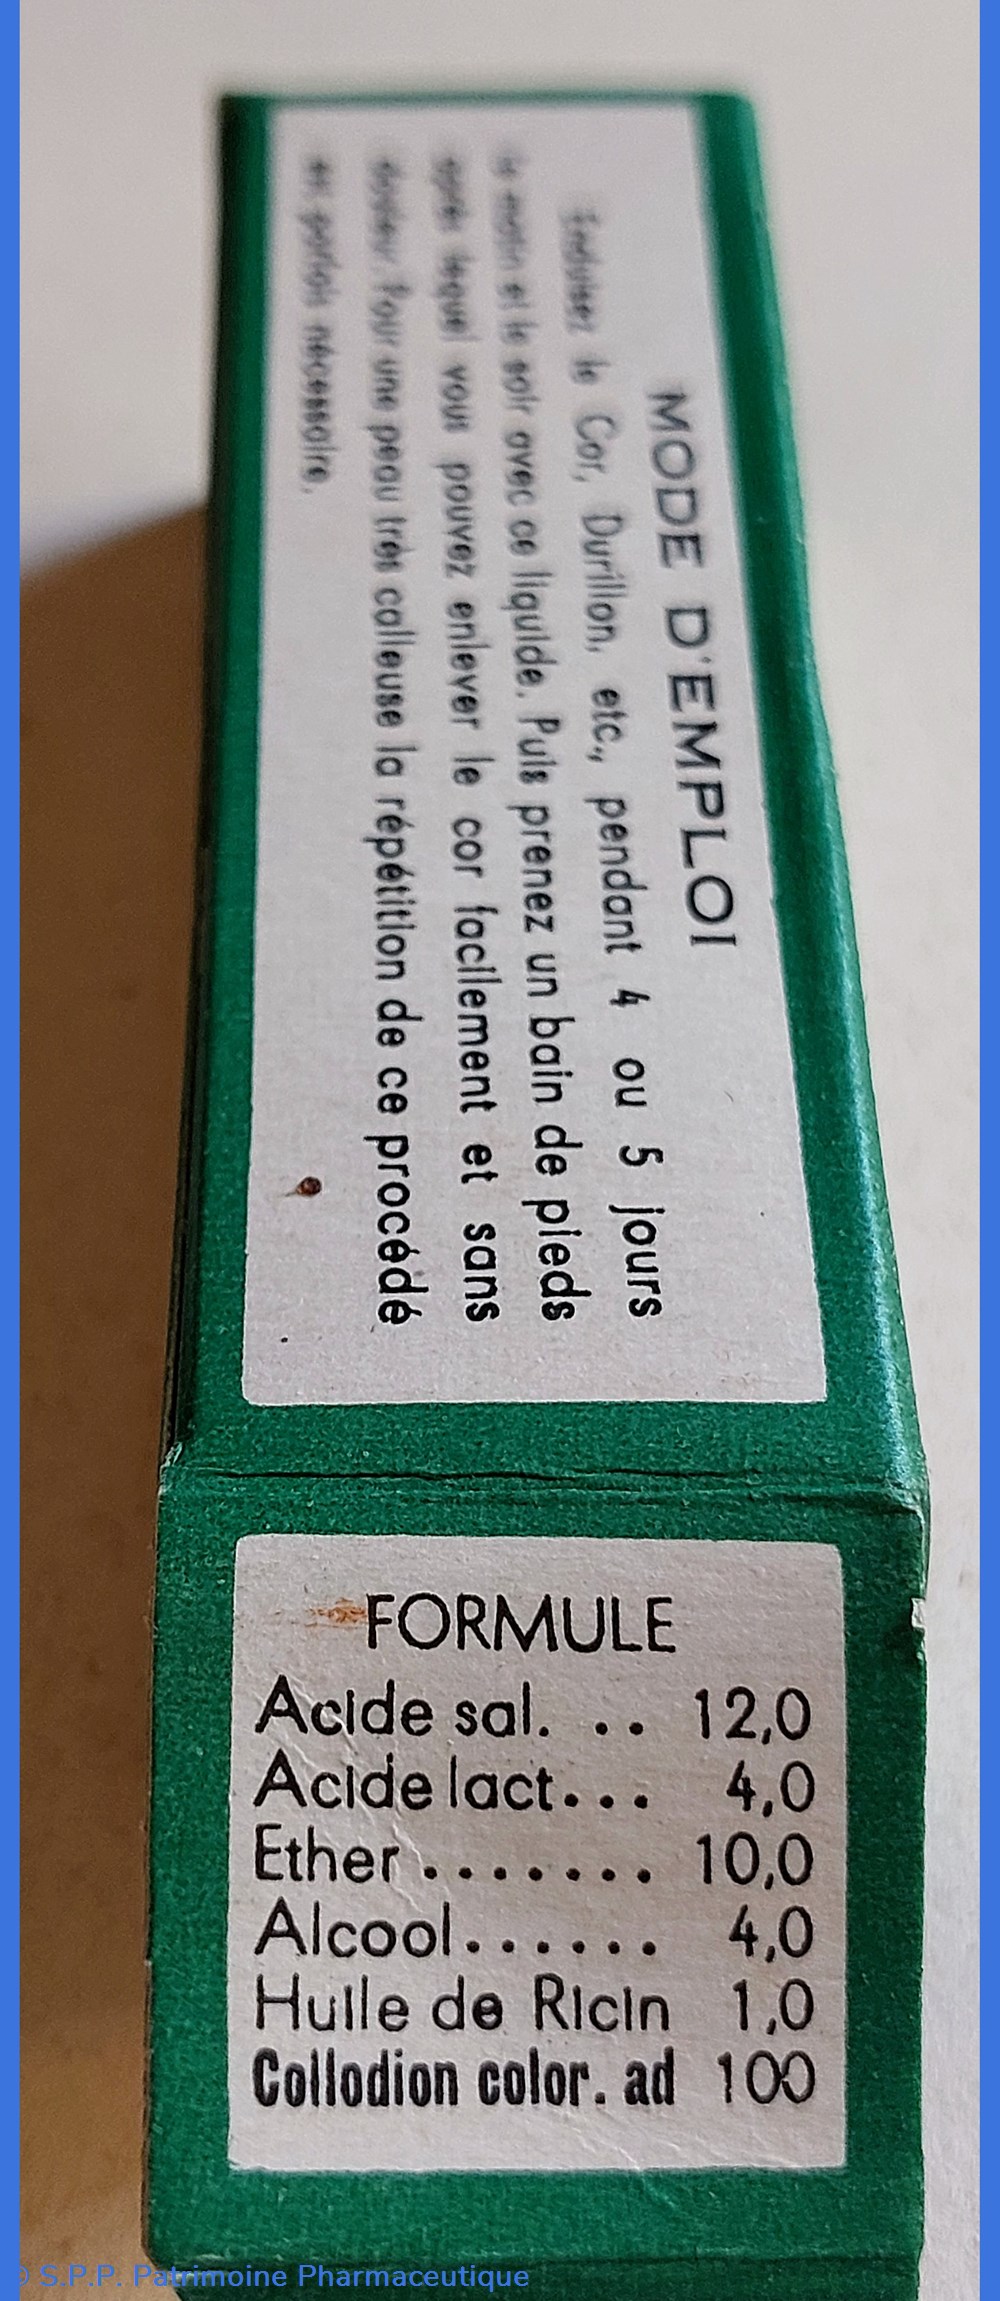 MODE D'EMPLOI
Enduisez le Cor, Durillon, etc., pendant 4 ou 5 jours
le matin et le soir avec ce liquide. Puis prenez un bain de pieds
après lequel vous pouvez enlever le cor facilement et sans
douleur. Pour une peau très calleuse la répétition de ce procédé
est parfois nécessaire.
FORMULE
Acide sal. .. 12,0
Acide lact... 4,0
Ether ....... 10,0
Alcool...... 4,0
Huile de Ricin 1,0
Collodion color. ad 100
© S.P.P. Patrimoine Pharmaceutique